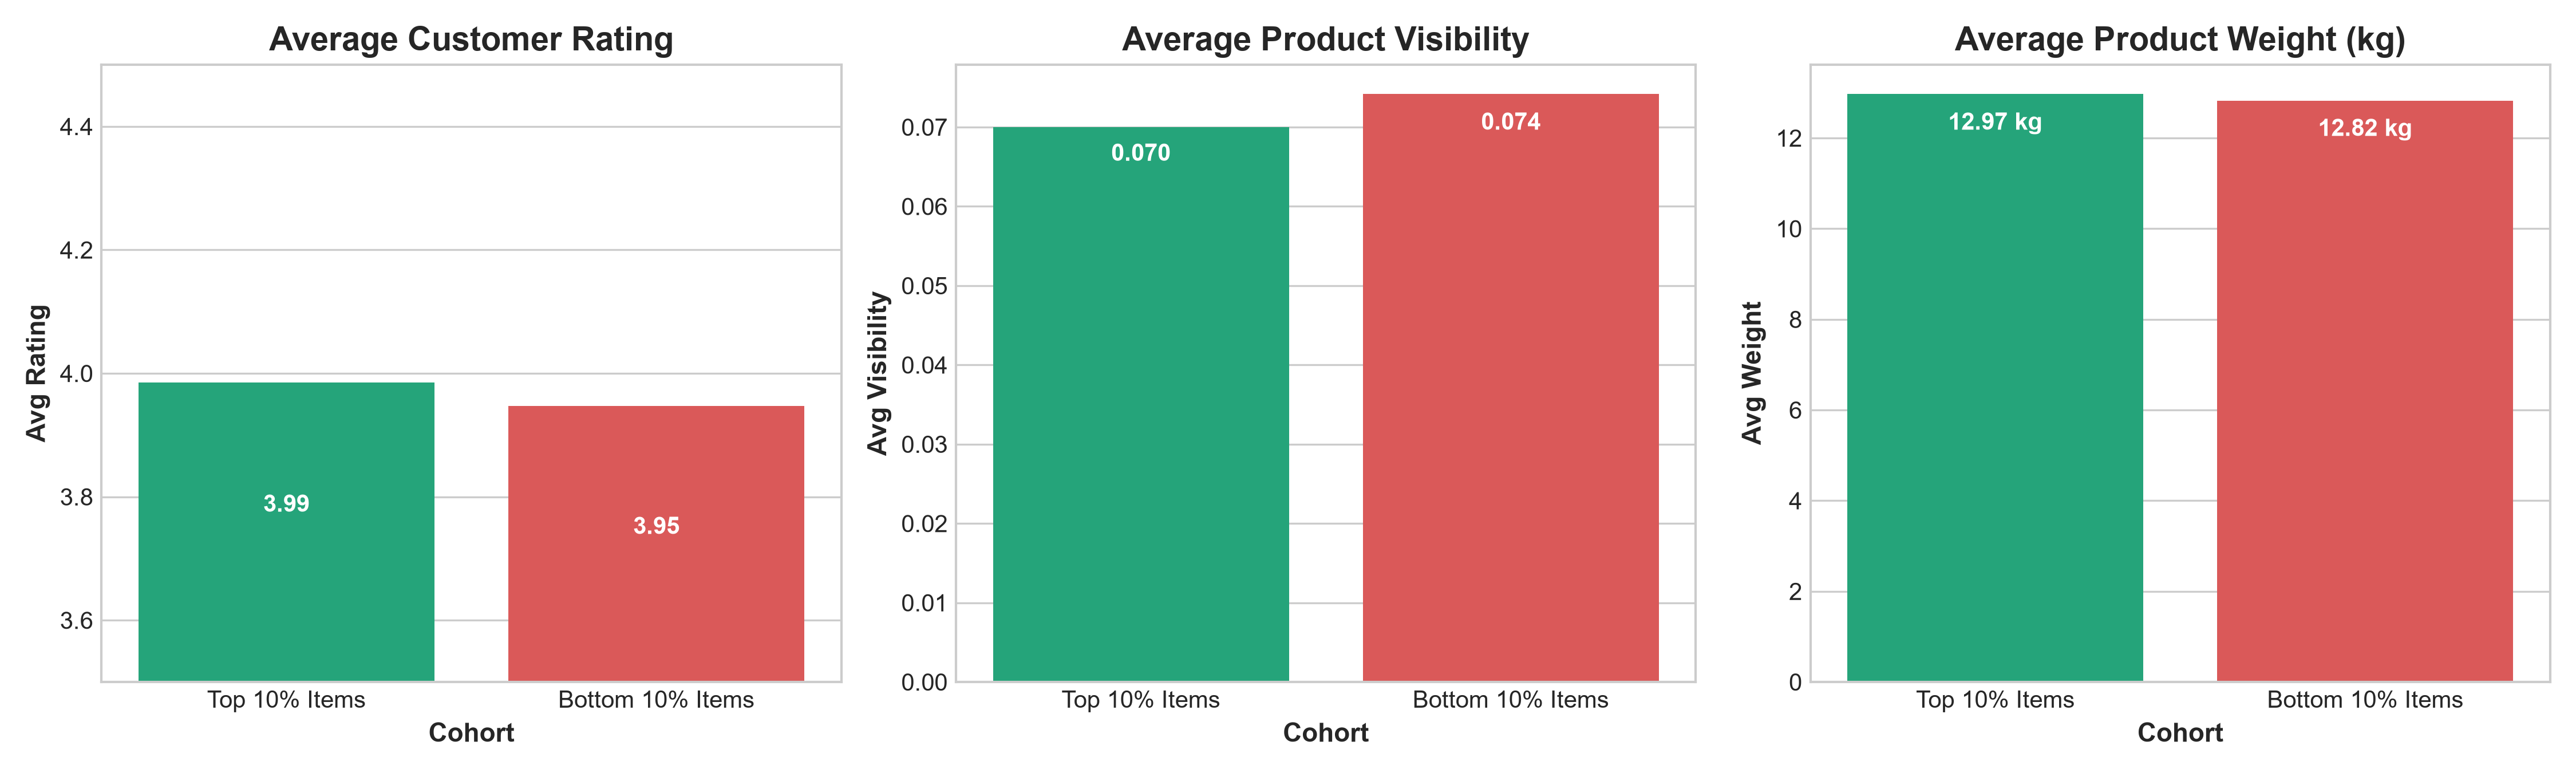 Average Customer Rating
Avg Rating
4.4
4.2
4.0
3.8
3.6
3.99
3.95
Top 10% Items
Bottom 10% Items
Cohort
Average Product Visibility
Avg Visibility
0.07
0.06
0.05
0.04
0.03
0.02
0.01
0.00
0.070
0.074
Top 10% Items
Bottom 10% Items
Cohort
Average Product Weight (kg)
Avg Weight
12
10
8
6
4
2
0
12.97 kg
12.82 kg
Top 10% Items
Bottom 10% Items
Cohort